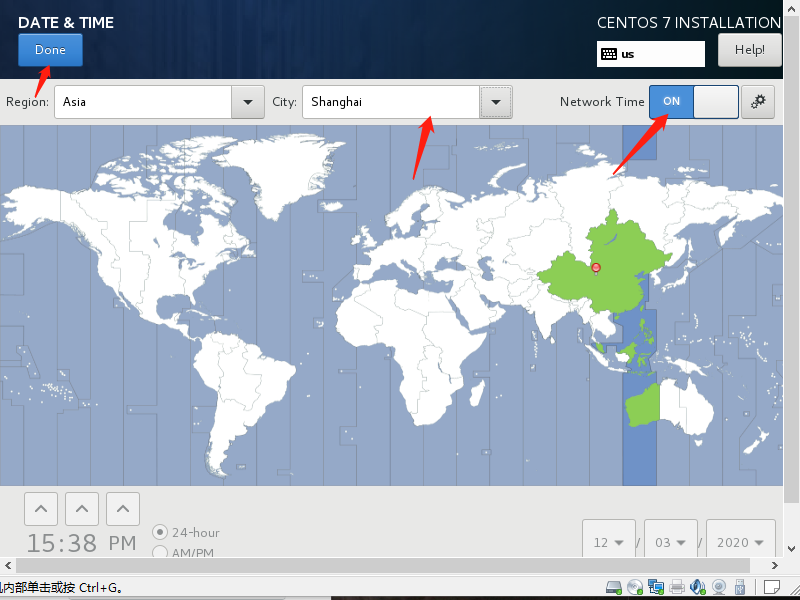 DATE & TIME
CENTOS 7 INSTALLATION
Done
us
Help!
Region:
Asia
City:
Shanghai
Network Time
ON
15:38 PM
24-hour
AM/PM
12 / 03 / 2020
内部单击或按 Ctrl+G。